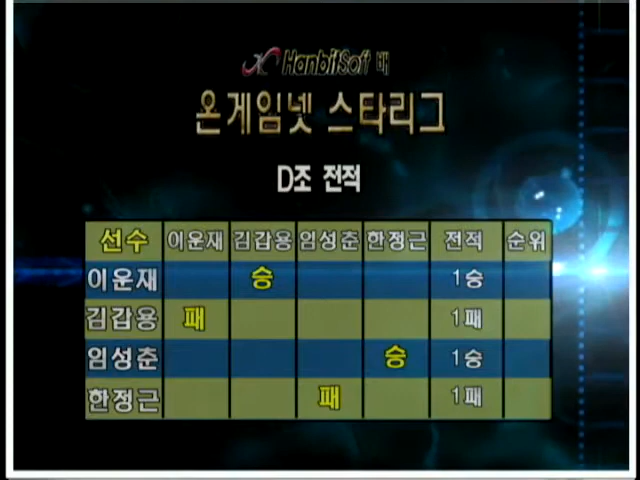 HanbitSoft 배
온게임넷 스타리그
D조 전적
선수 이운재 김갑용 임성춘 한정근 전적 순위
이운재 승 1승
김갑용 패 1패
임성춘 승 1승
한정근 패 1패